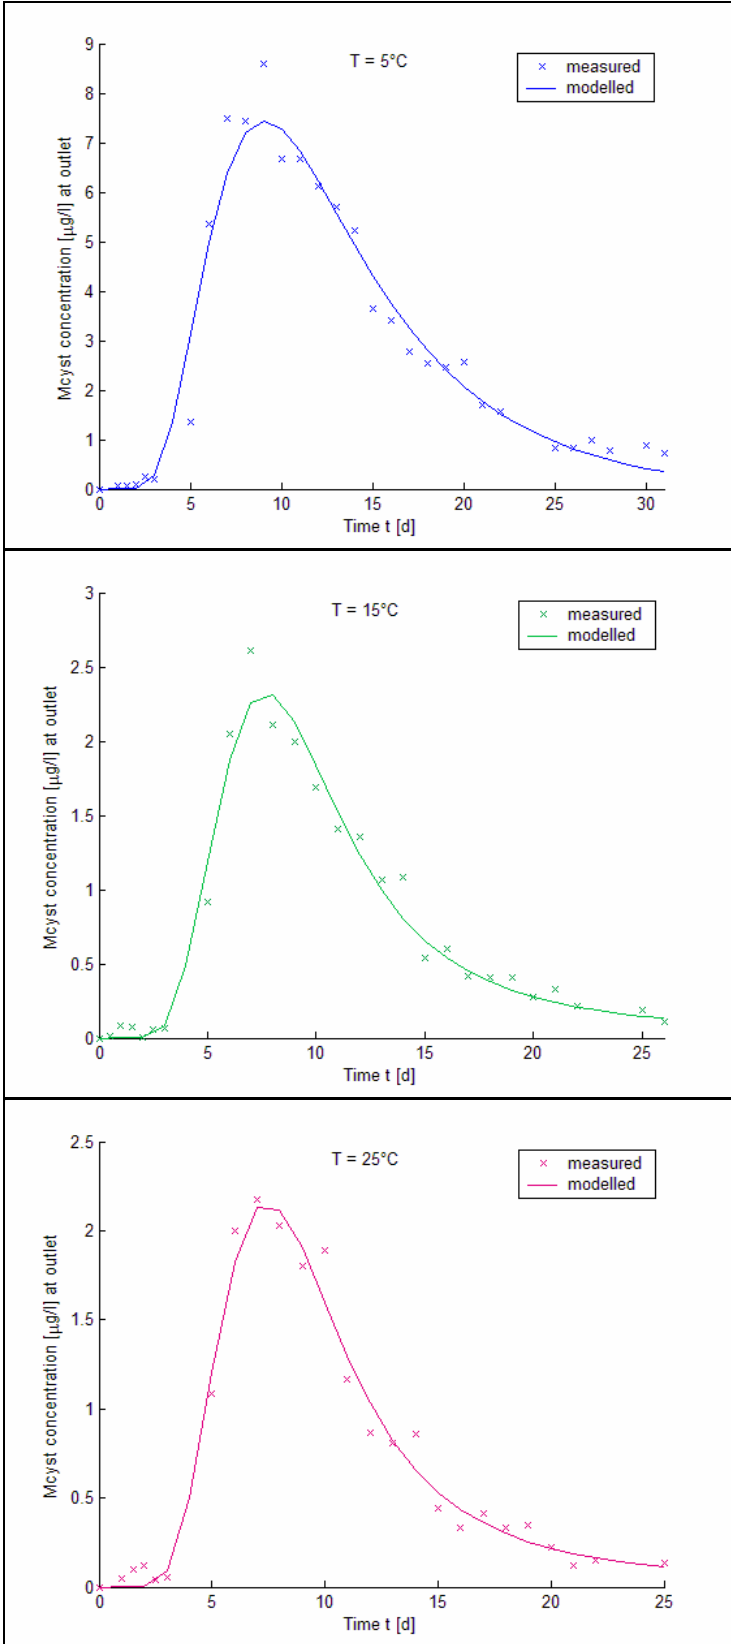 T = 5°C
measured
modelled
Mcyst concentration [µg/l] at outlet
9
8
7
6
5
4
3
2
1
0
0 5 10 15 20 25 30
Time t [d]
T = 15°C
measured
modelled
Mcyst concentration [µg/l] at outlet
3
2.5
2
1.5
1
0.5
0
0 5 10 15 20 25
Time t [d]
T = 25°C
measured
modelled
Mcyst concentration [µg/l] at outlet
2.5
2
1.5
1
0.5
0
0 5 10 15 20 25
Time t [d]